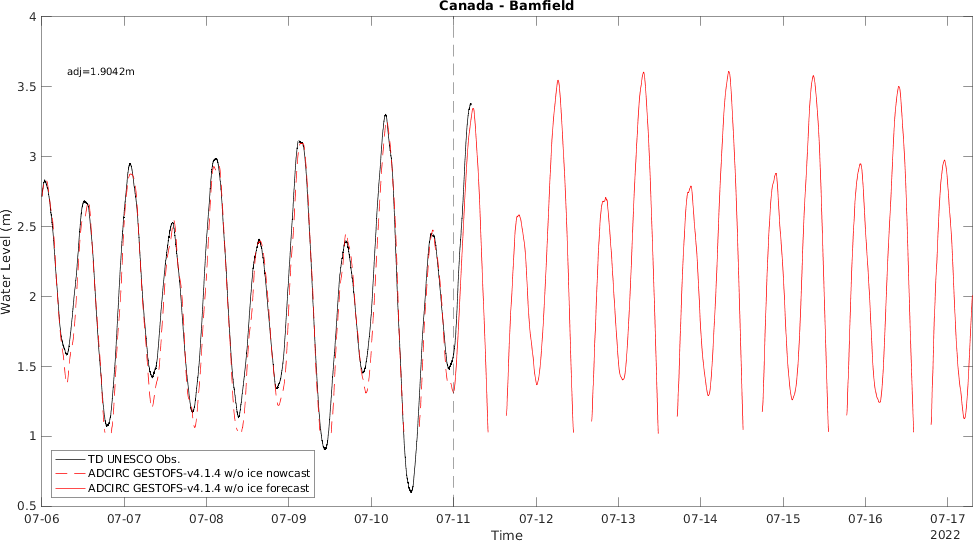 Canada - Bamfield
adj=1.9042m
Water Level (m)
4
3.5
3
2.5
2
1.5
1
0.5
TD UNESCO Obs.
ADCIRC GESTOFS-v4.1.4 w/o ice nowcast
ADCIRC GESTOFS-v4.1.4 w/o ice forecast
07-06 07-07 07-08 07-09 07-10 07-11 07-12 07-13 07-14 07-15 07-16 07-17
Time
2022